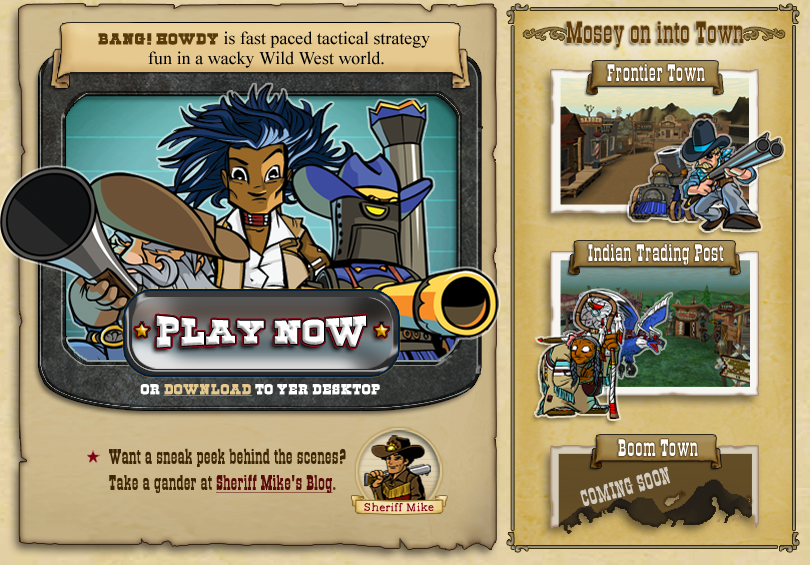 BANG! HOWDY is fast paced tactical strategy
fun in a wacky Wild West world.
PLAY NOW
OR DOWNLOAD TO YER DESKTOP
Want a sneak peek behind the scenes?
Take a gander at Sheriff Mike's Blog.
Sheriff Mike
Mosey on into Town
Frontier Town
Indian Trading Post
Boom Town
COMING SOON